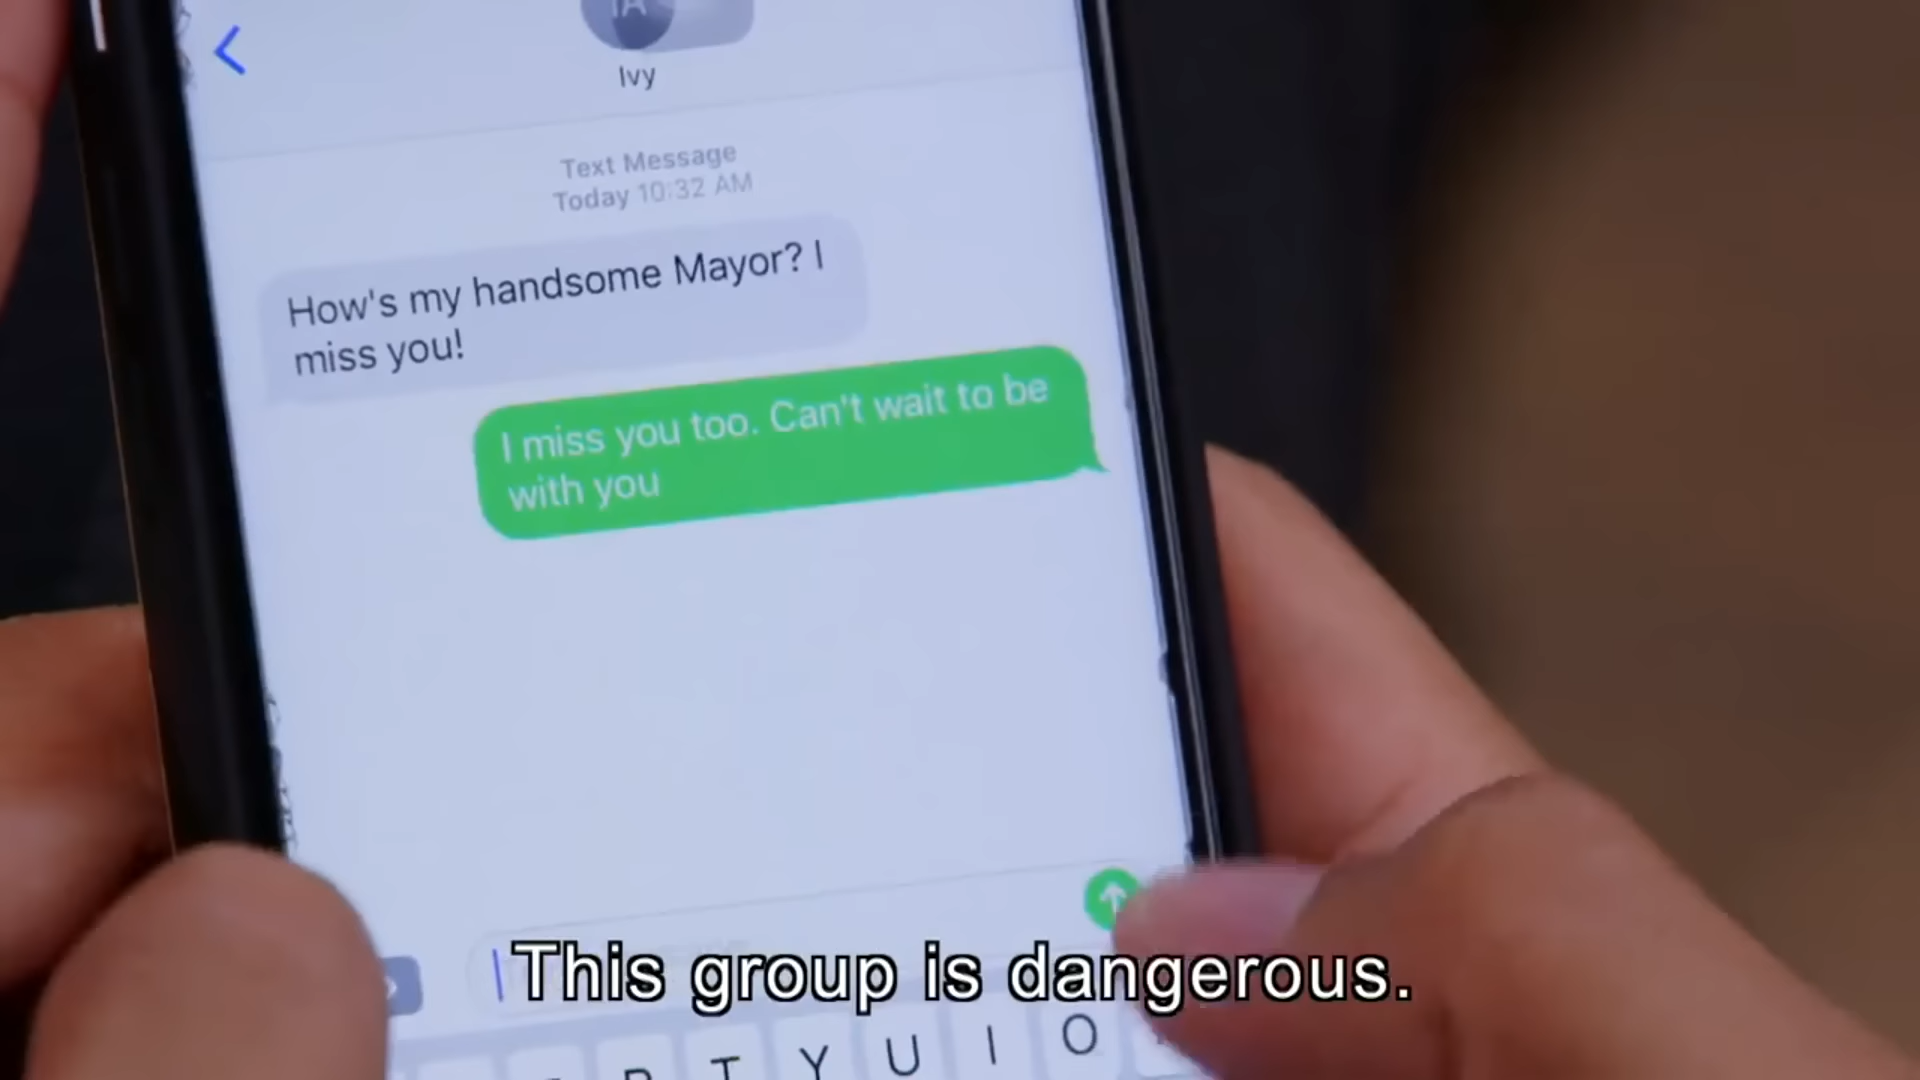 IA
Ivy
Text Message
Today 10:32 AM
How's my handsome Mayor? I
miss you!
I miss you too. Can't wait to be
with you
This group is dangerous.
T Y U I O